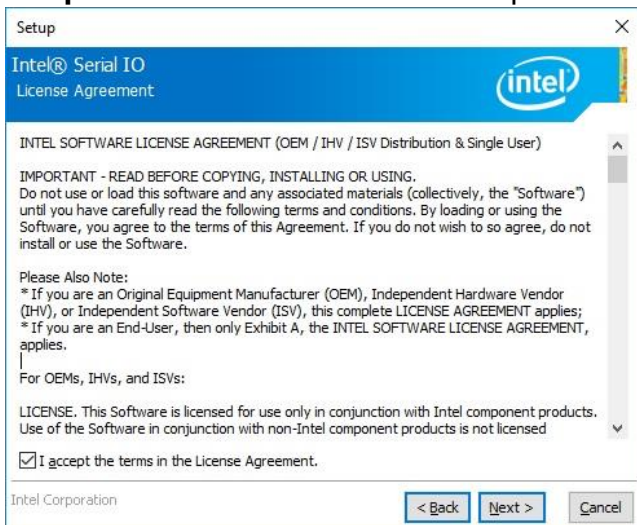 Setup
Intel® Serial IO
License Agreement
intel
INTEL SOFTWARE LICENSE AGREEMENT (OEM / IHV / ISV Distribution & Single User)
IMPORTANT - READ BEFORE COPYING, INSTALLING OR USING.
Do not use or load this software and any associated materials (collectively, the "Software")
until you have carefully read the following terms and conditions. By loading or using the
Software, you agree to the terms of this Agreement. If you do not wish to so agree, do not
install or use the Software.
Please Also Note:
* If you are an Original Equipment Manufacturer (OEM), Independent Hardware Vendor
(IHV), or Independent Software Vendor (ISV), this complete LICENSE AGREEMENT applies;
* If you are an End-User, then only Exhibit A, the INTEL SOFTWARE LICENSE AGREEMENT,
applies.
For OEMs, IHVs, and ISVs:
LICENSE. This Software is licensed for use only in conjunction with Intel component products.
Use of the Software in conjunction with non-Intel component products is not licensed
I accept the terms in the License Agreement.
Intel Corporation
< Back Next > Cancel